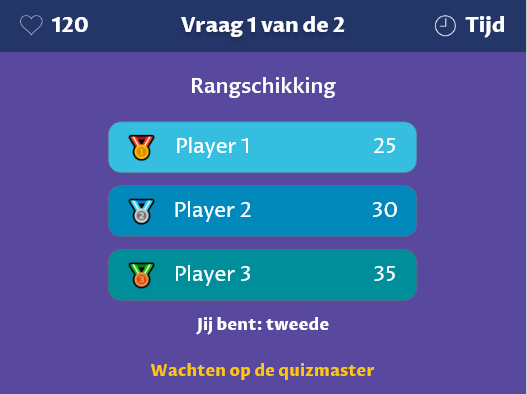 120 Vraag 1 van de 2 Tijd
Rangschikking
1 Player 1 25
2 Player 2 30
3 Player 3 35
Jij bent: tweede
Wachten op de quizmaster